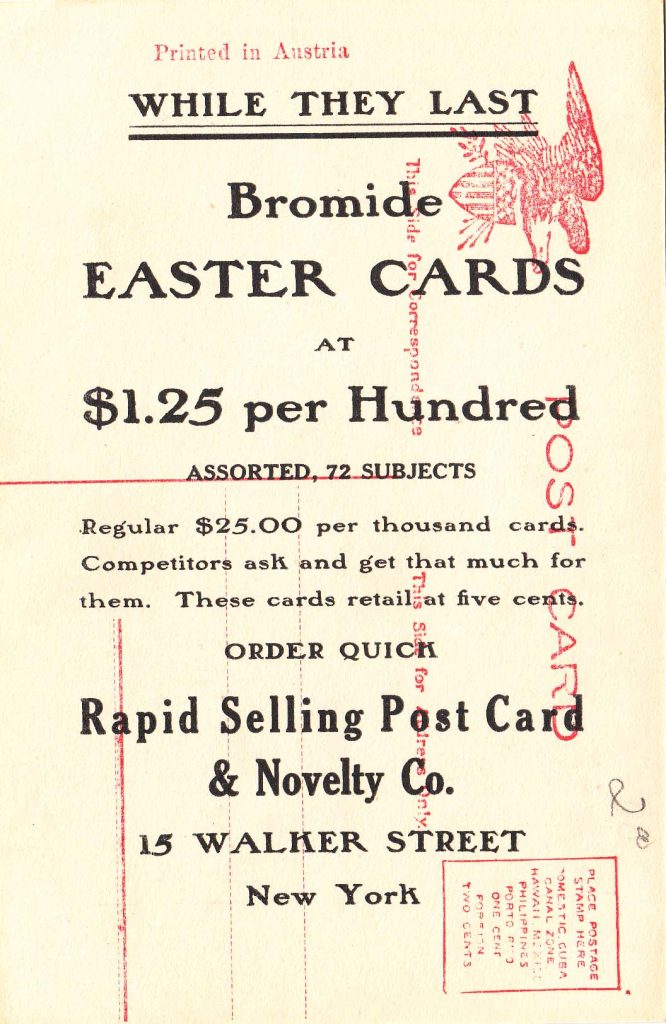 Printed in Austria
WHILE THEY LAST
Bromide
EASTER CARDS
AT
$1.25 per Hundred
ASSORTED, 72 SUBJECTS
Regular $25.00 per thousand cards.
Competitors ask and get that much for
them. These cards retail at five cents.
ORDER QUICK
Rapid Selling Post Card
& Novelty Co.
15 WALKER STREET
New York
POST CARD
This Side for Correspondence
This Side for Address Only.
PLACE POSTAGE
STAMP HERE
DOMESTIC, CUBA
CANAL ZONE,
HAWAII, MEXICO
PHILIPPINES
PORTO RICO
ONE CENT
FOREIGN
TWO CENTS